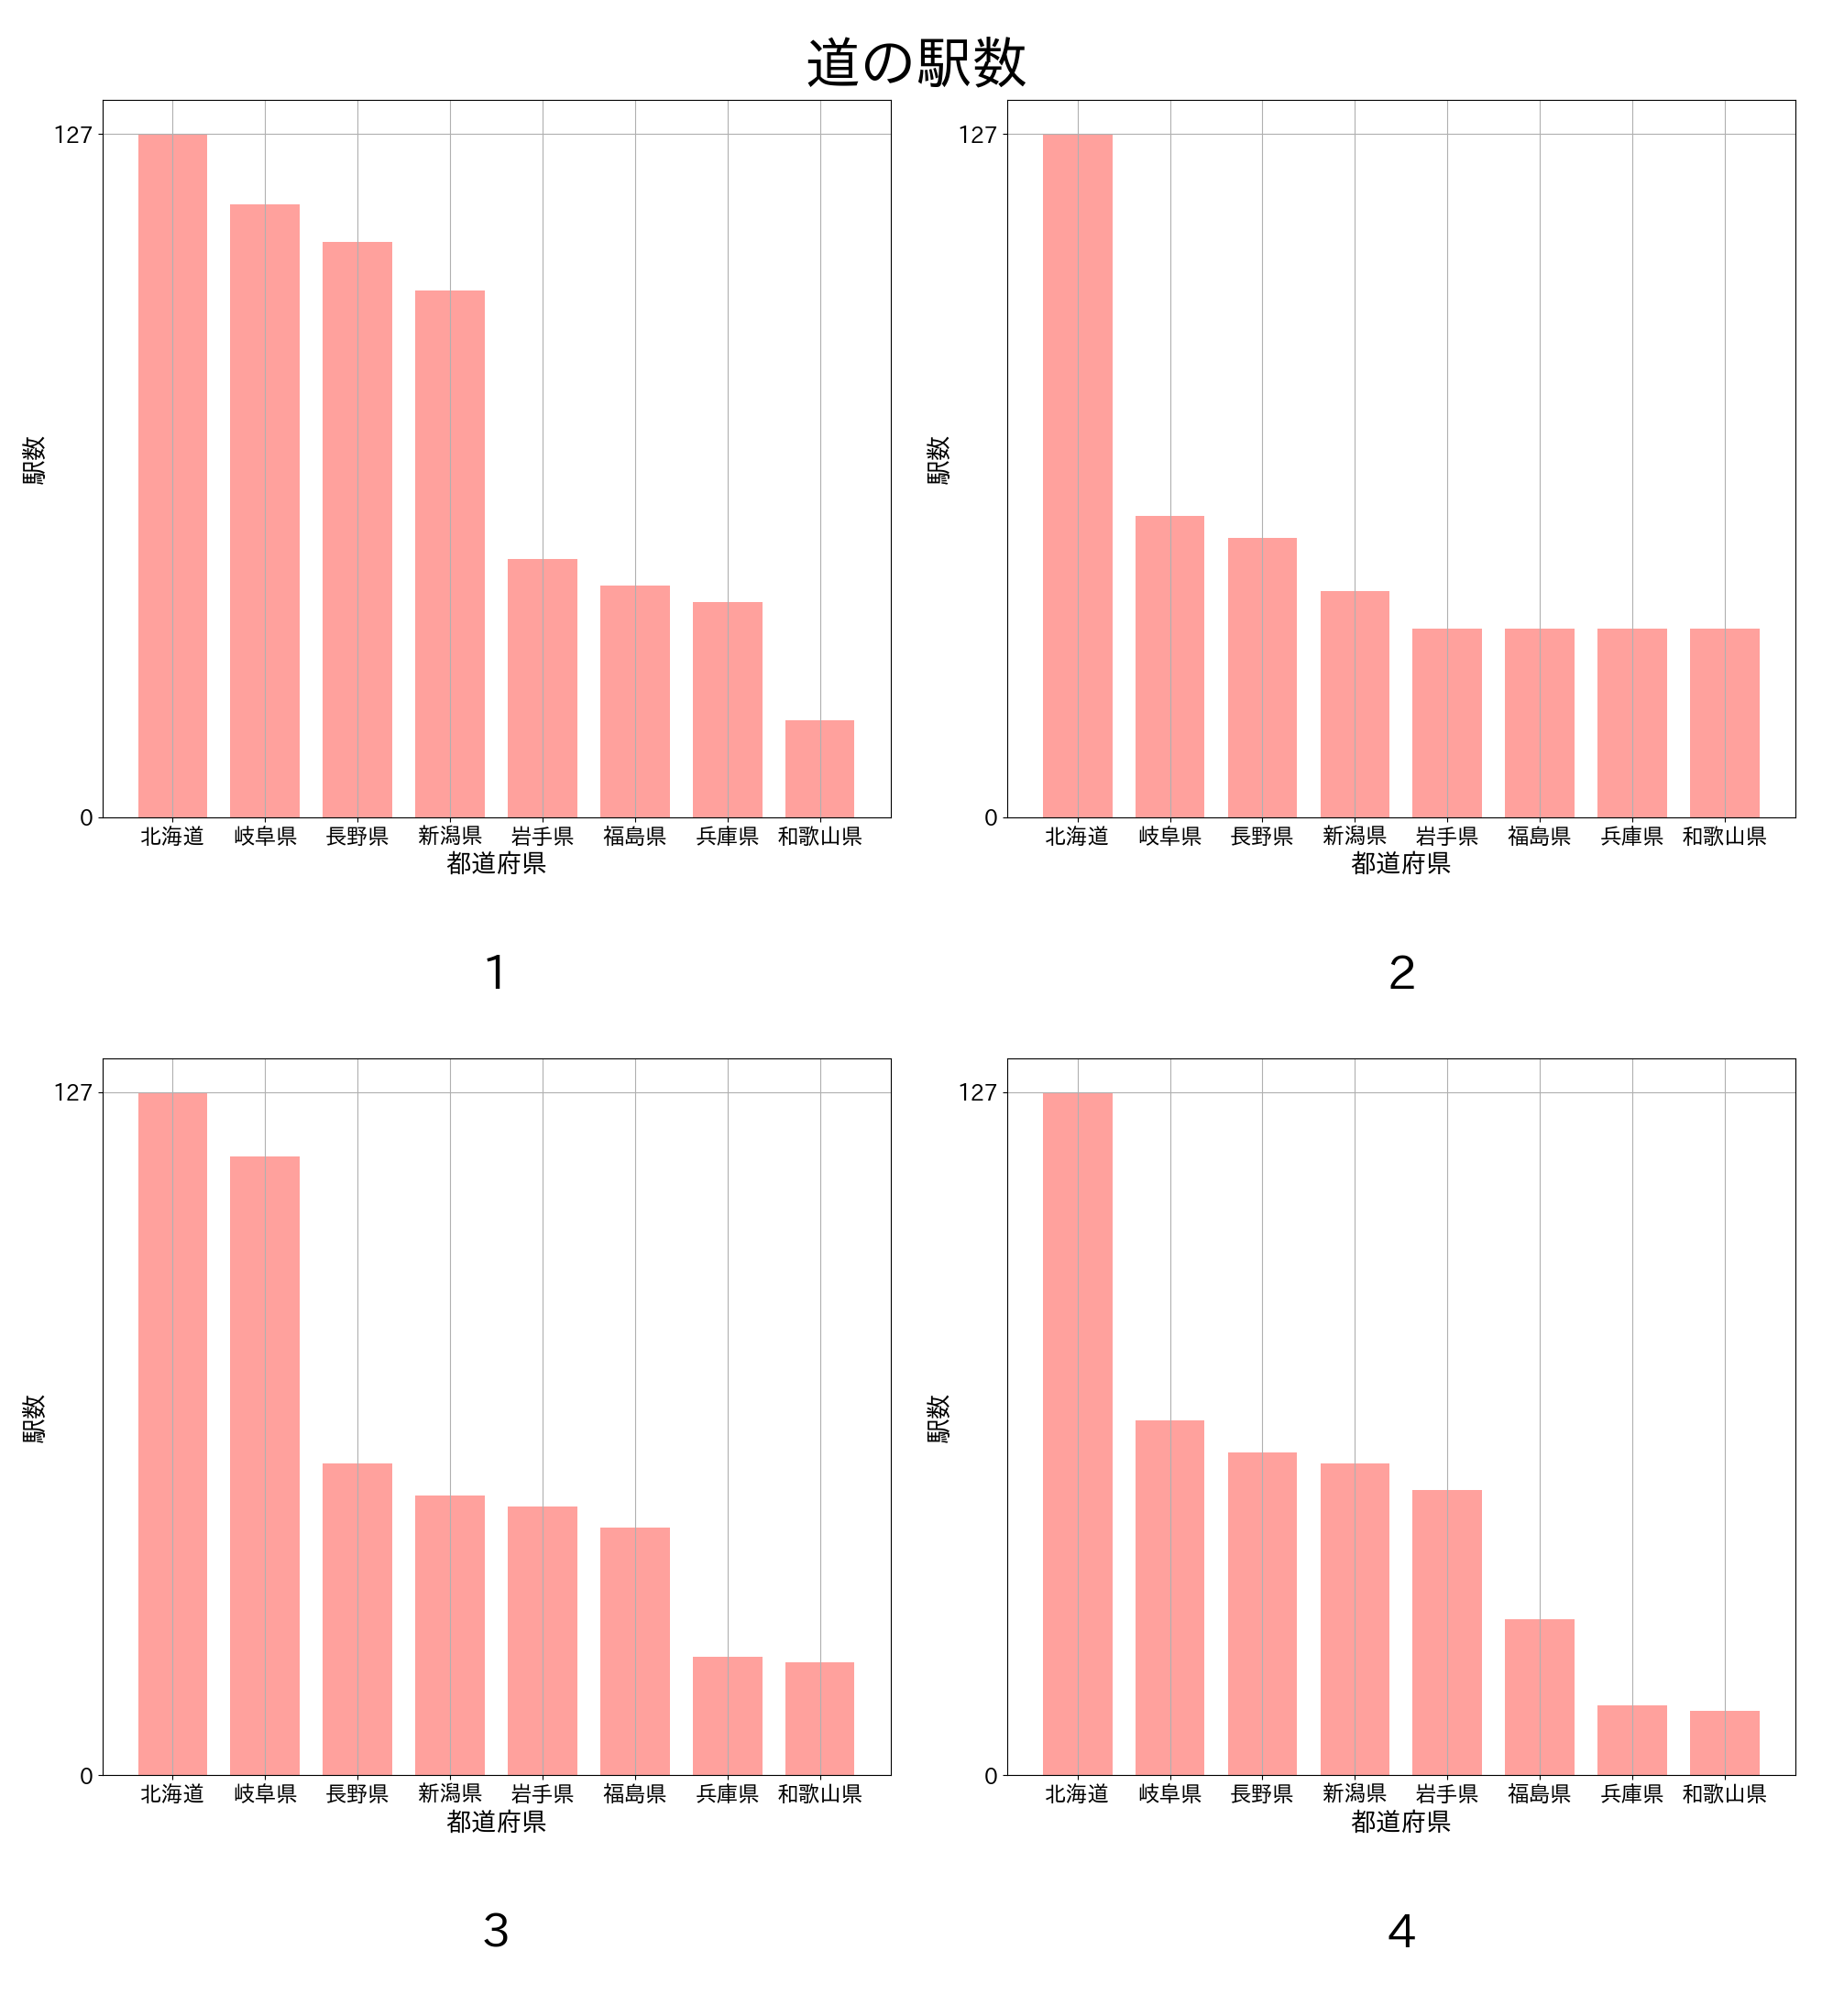 道の駅数
127
0
駅数
北海道 岐阜県 長野県 新潟県 岩手県 福島県 兵庫県 和歌山県
都道府県
1
127
0
駅数
北海道 岐阜県 長野県 新潟県 岩手県 福島県 兵庫県 和歌山県
都道府県
2
127
0
駅数
北海道 岐阜県 長野県 新潟県 岩手県 福島県 兵庫県 和歌山県
都道府県
3
127
0
駅数
北海道 岐阜県 長野県 新潟県 岩手県 福島県 兵庫県 和歌山県
都道府県
4